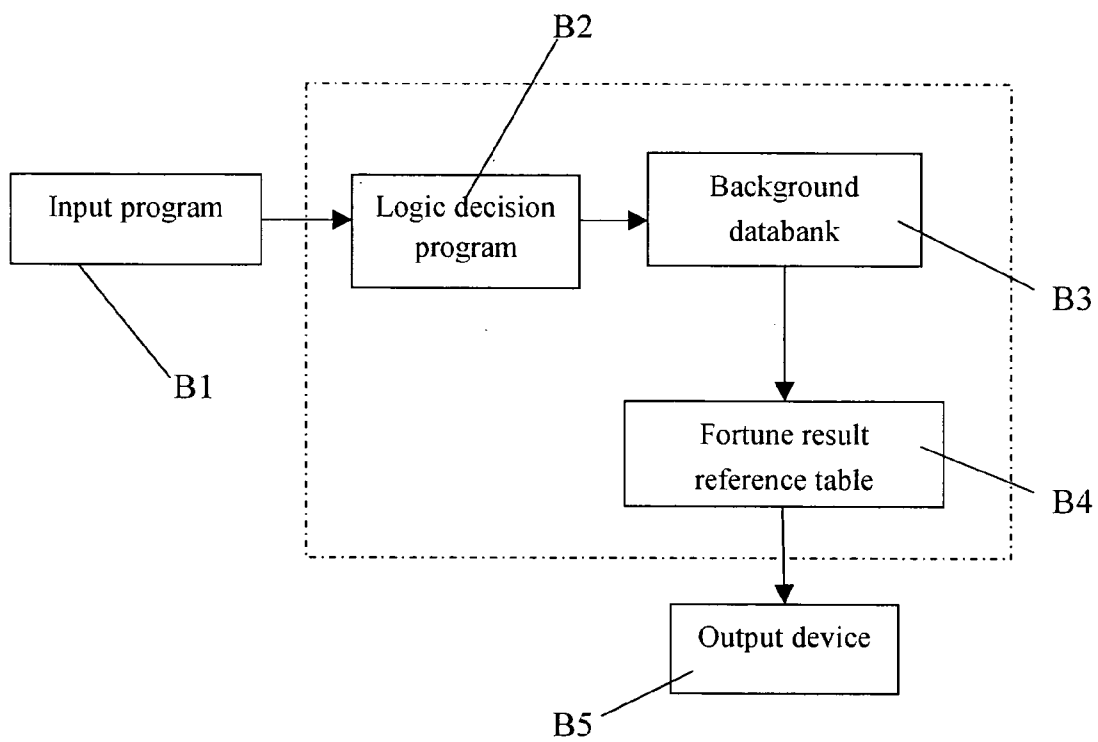 B2
Input program
Logic decision
program
Background
databank
B3
B1
Fortune result
reference table
B4
Output device
B5